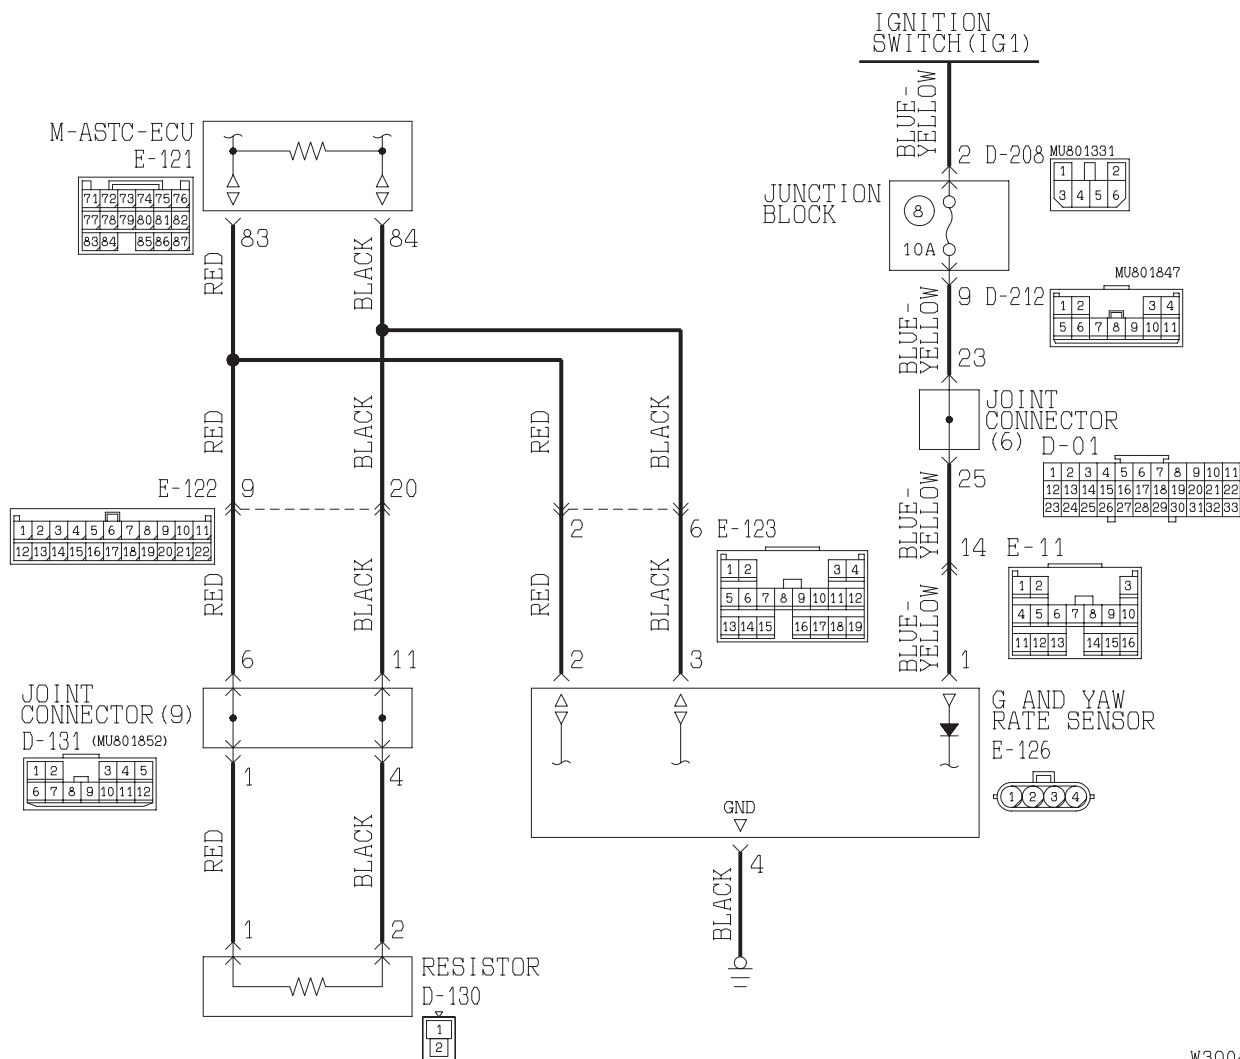 IGNITION
SWITCH(IG1)
BLUE-
YELLOW
M-ASTC-ECU
E-121
71 72 73 74 75 76
77 78 79 80 81 82
83 84 85 86 87
2 D-208 MU801331
1 2
3 4 5 6
JUNCTION
BLOCK
8
10A
83
84
RED
BLACK
MU801847
9 D-212
1 2 3 4
5 6 7 8 9 10 11
BLUE-
YELLOW
23
JOINT
CONNECTOR
(6) D-01
1 2 3 4 5 6 7 8 9 10 11
12 13 14 15 16 17 18 19 20 21 22
23 24 25 26 27 28 29 30 31 32 33
RED
BLACK
RED
BLACK
25
BLUE-
YELLOW
E-122 9
20
1 2 3 4 5 6 7 8 9 10 11
12 13 14 15 16 17 18 19 20 21 22
2
6 E-123
1 2 3 4
5 6 7 8 9 10 11 12
13 14 15 16 17 18 19
14 E-11
1 2 3
4 5 6 7 8 9 10
11 12 13 14 15 16
RED
BLACK
RED
BLACK
BLUE-
YELLOW
6
11
2
3
1
JOINT
CONNECTOR(9)
D-131 (MU801852)
1 2 3 4 5
6 7 8 9 10 11 12
G AND YAW
RATE SENSOR
E-126
1 2 3 4
1
4
GND
4
RED
BLACK
BLACK
1
2
RESISTOR
D-130
1
2